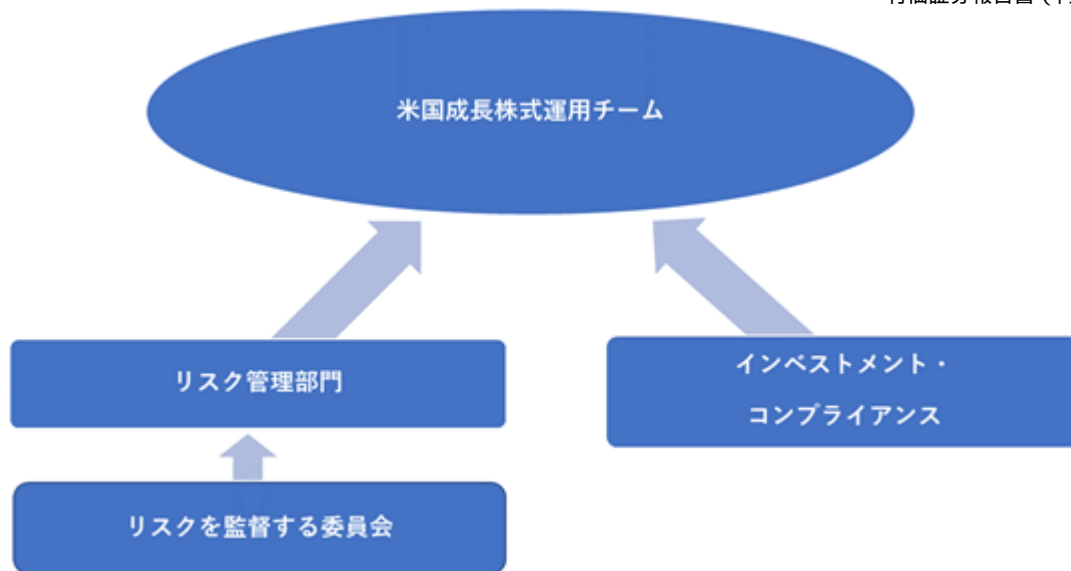 米国成長株式運用チーム
リスク管理部門
インベストメント・
コンプライアンス
リスクを監督する委員会